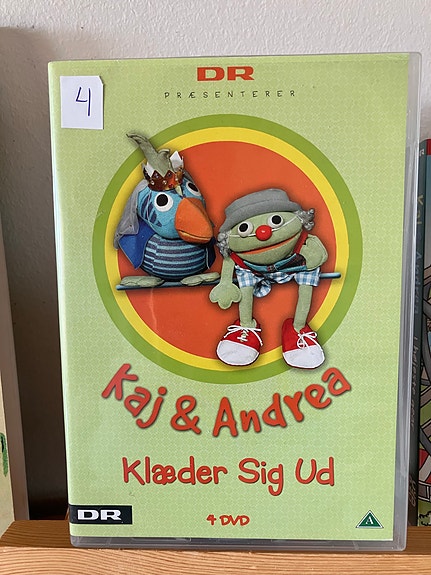 4
DR
PRÆSENTERER
Kaj & Andrea
Klæder Sig Ud
4 DVD
DR
A